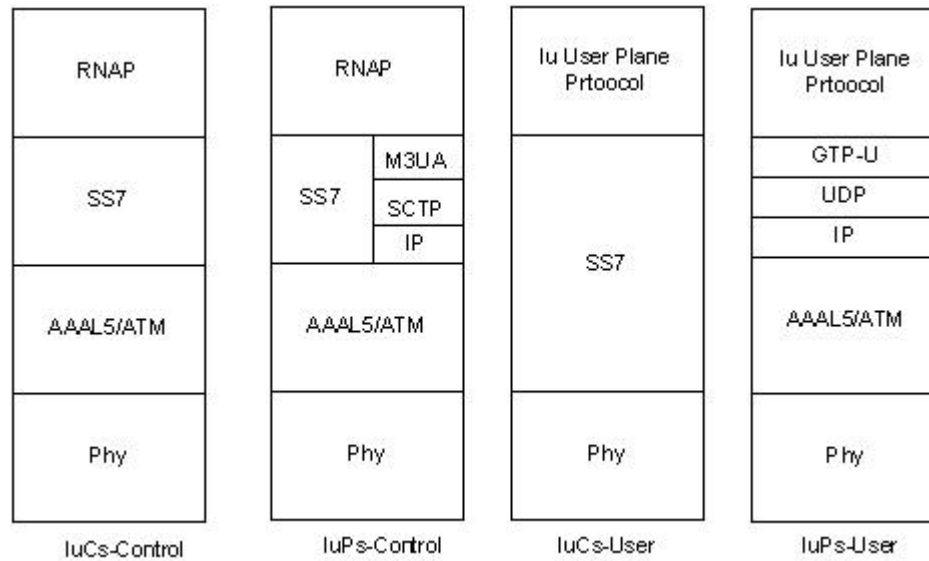 RNAP
SS7
AAAL5/ATM
Phy
IuCs-Control
RNAP
SS7
M3UA
SCTP
IP
AAAL5/ATM
Phy
IuPs-Control
Iu User Plane
Prtoocol
SS7
Phy
IuCs-User
Iu User Plane
Prtoocol
GTP-U
UDP
IP
AAAL5/ATM
Phy
IuPs-User